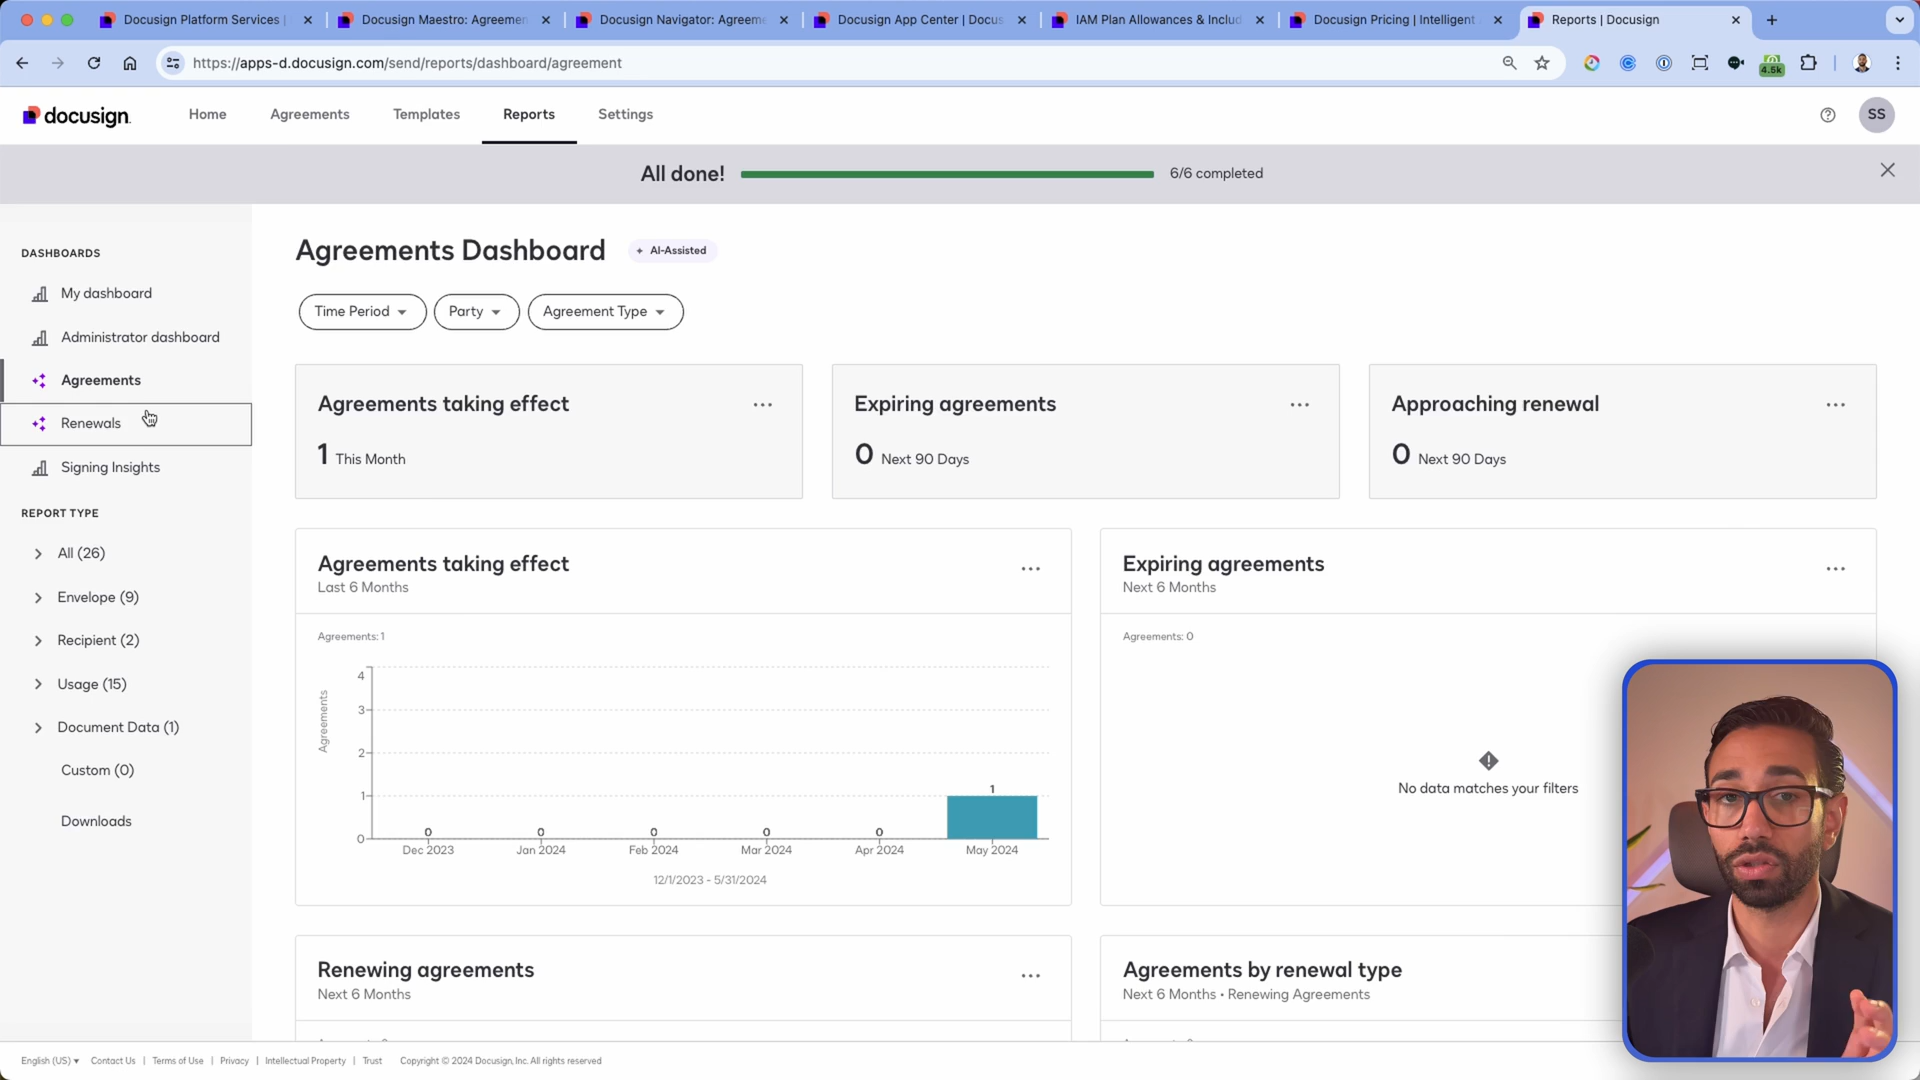 Docusign Platform Services |
Docusign Maestro: Agreemen
Docusign Navigator: Agreeme
Docusign App Center | Docus
IAM Plan Allowances & Includ
Docusign Pricing | Intelligent
Reports | Docusign
https://apps-d.docusign.com/send/reports/dashboard/agreement
4.5k
docusign
Home
Agreements
Templates
Reports
Settings
SS
All done!
6/6 completed
DASHBOARDS
My dashboard
Administrator dashboard
Agreements
Renewals
Signing Insights
REPORT TYPE
All (26)
Envelope (9)
Recipient (2)
Usage (15)
Document Data (1)
Custom (0)
Downloads
Agreements Dashboard
AI-Assisted
Time Period
Party
Agreement Type
Agreements taking effect
1 This Month
Expiring agreements
0 Next 90 Days
Approaching renewal
0 Next 90 Days
Agreements taking effect
Last 6 Months
Agreements: 1
Agreements
4
3
2
1
0
0
0
0
0
0
1
Dec 2023
Jan 2024
Feb 2024
Mar 2024
Apr 2024
May 2024
12/1/2023 - 5/31/2024
Expiring agreements
Next 6 Months
Agreements: 0
No data matches your filters
Renewing agreements
Next 6 Months
Agreements by renewal type
Next 6 Months • Renewing Agreements
English (US)
Contact Us | Terms of Use | Privacy | Intellectual Property | Trust
Copyright © 2024 Docusign, Inc. All rights reserved